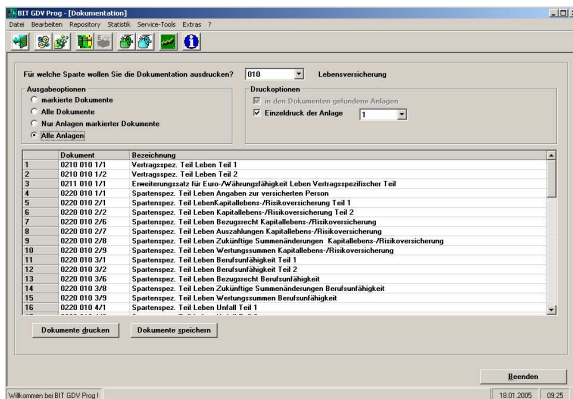 BIT GDV Prog - [Dokumentation]
Datei Bearbeiten Repository Statistik Service-Tools Extras ?
Für welche Sparte wollen Sie die Dokumentation ausdrucken? 010 Lebensversicherung
Ausgabeoptionen
markierte Dokumente
Alle Dokumente
Nur Anlagen markierter Dokumente
Alle Anlagen
Druckoptionen
in den Dokumenten gefundene Anlagen
Einzeldruck der Anlage 1
Dokument Bezeichnung
1 0210 010 1/1 Vertragsspez. Teil Leben Teil 1
2 0210 010 1/2 Vertragsspez. Teil Leben Teil 2
3 0211 010 1/1 Erweiterungssatz für Euro-/Währungsfähigkeit Leben Vertragsspezifischer Teil
4 0220 010 1/1 Spartenspez. Teil Leben Angaben zur versicherten Person
5 0220 010 2/1 Spartenspez. Teil LebenKapitallebens-/Risikoversicherung Teil 1
6 0220 010 2/2 Spartenspez. Teil Leben Kapitallebens-/Risikoversicherung Teil 2
7 0220 010 2/6 Spartenspez. Teil Leben Bezugsrecht Kapitallebens-/Risikoversicherung
8 0220 010 2/7 Spartenspez. Teil Leben Auszahlungen Kapitallebens-/Risikoversicherung
9 0220 010 2/8 Spartenspez. Teil Leben Zukünftige Summenänderungen Kapitallebens-/Risikoversicherung
10 0220 010 2/9 Spartenspez. Teil Leben Wertungssummen Kapitallebens-/Risikoversicherung
11 0220 010 3/1 Spartenspez. Teil Leben Berufsunfähigkeit Teil 1
12 0220 010 3/2 Spartenspez. Teil Leben Berufsunfähigkeit Teil 2
13 0220 010 3/6 Spartenspez. Teil Leben Bezugsrecht Berufsunfähigkeit
14 0220 010 3/8 Spartenspez. Teil Leben Zukünftige Summenänderungen Berufsunfähigkeit
15 0220 010 3/9 Spartenspez. Teil Leben Wertungssummen Berufsunfähigkeit
16 0220 010 4/1 Spartenspez. Teil Leben Unfall Teil 1
Dokumente drucken Dokumente speichern
Beenden
Willkommen bei BIT GDV Prog ! 18.01.2005 09:25